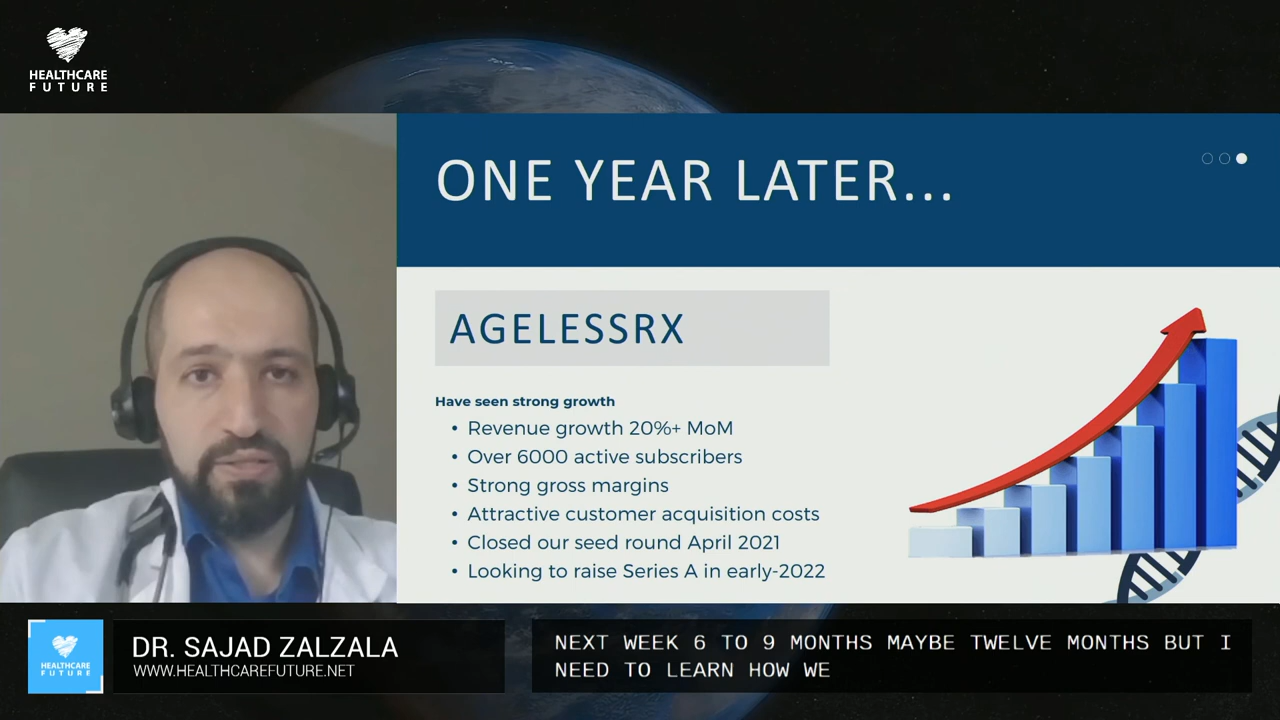 HEALTHCARE
FUTURE
ONE YEAR LATER...
AGELESSRX
Have seen strong growth
• Revenue growth 20%+ MoM
• Over 6000 active subscribers
• Strong gross margins
• Attractive customer acquisition costs
• Closed our seed round April 2021
• Looking to raise Series A in early-2022
HEALTHCARE
FUTURE
DR. SAJAD ZALZALA
WWW.HEALTHCAREFUTURE.NET
NEXT WEEK 6 TO 9 MONTHS MAYBE TWELVE MONTHS BUT I
NEED TO LEARN HOW WE